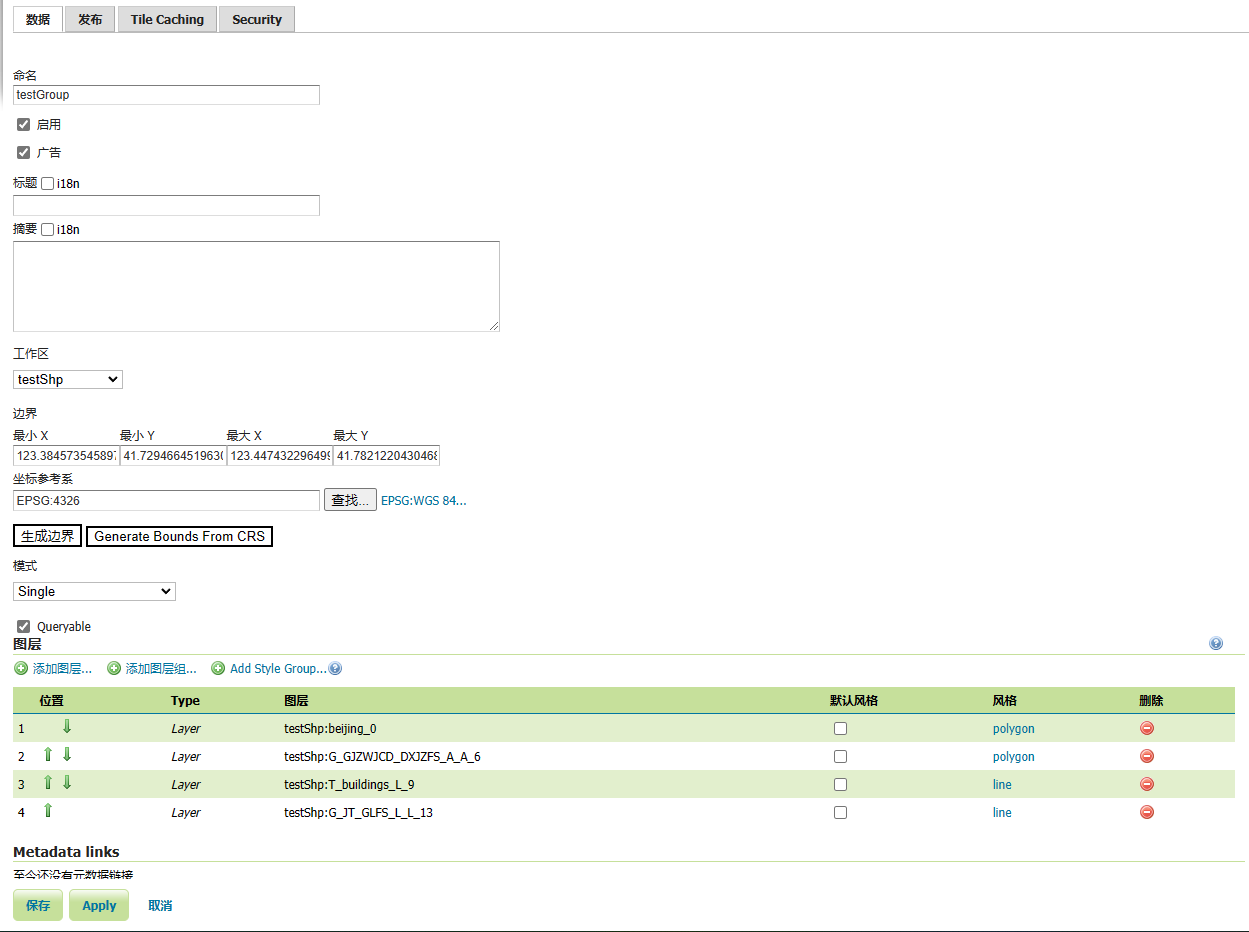 数据 发布 Tile Caching Security
命名
testGroup
启用
广告
标题 i18n
摘要 i18n
工作区
testShp
边界
最小 X 最小 Y 最大 X 最大 Y
123.384573545897 41.7294664519630 123.447432296499 41.7821220430468
坐标参考系
EPSG:4326 查找... EPSG:WGS 84...
生成边界 Generate Bounds From CRS
模式
Single
Queryable
图层
添加图层... 添加图层组... Add Style Group...
位置 Type 图层 默认风格 风格 删除
1 Layer testShp:beijing_0 polygon
2 Layer testShp:G_GJZWJCD_DXJZFS_A_A_6 polygon
3 Layer testShp:T_buildings_L_9 line
4 Layer testShp:G_JT_GLFS_L_L_13 line
Metadata links
至今还没有元数据链接
保存 Apply 取消